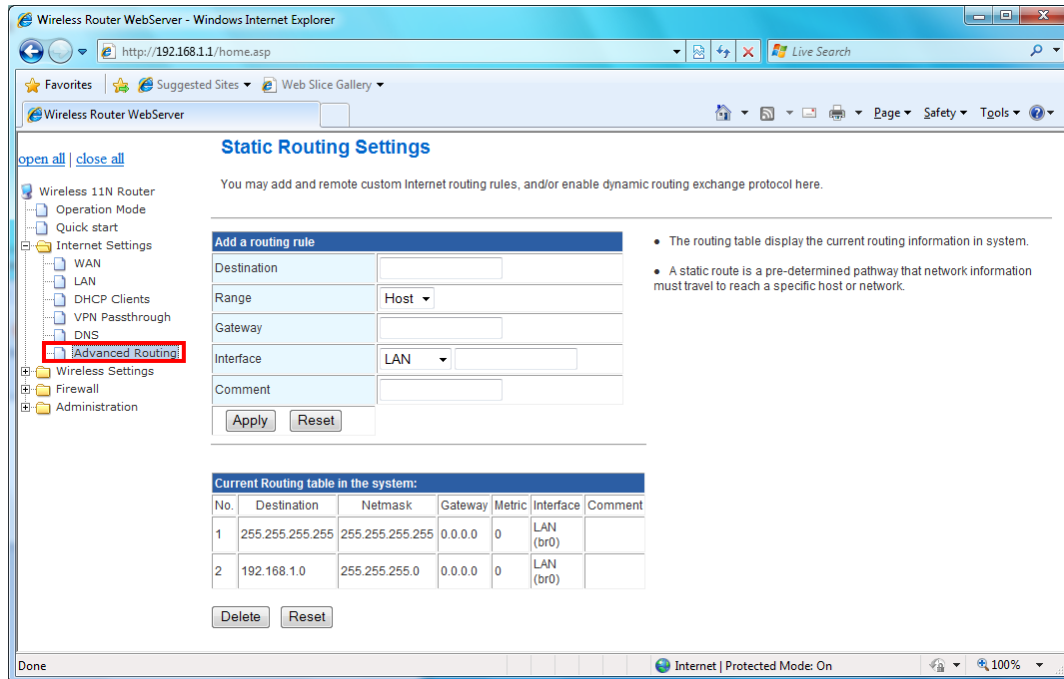 Wireless Router WebServer - Windows Internet Explorer
http://192.168.1.1/home.asp
Live Search
Favorites
Suggested Sites
Web Slice Gallery
Wireless Router WebServer
Page
Safety
Tools
open all | close all
Wireless 11N Router
Operation Mode
Quick start
Internet Settings
WAN
LAN
DHCP Clients
VPN Passthrough
DNS
Advanced Routing
Wireless Settings
Firewall
Administration
Static Routing Settings
You may add and remote custom Internet routing rules, and/or enable dynamic routing exchange protocol here.
Add a routing rule
Destination
Range Host
Gateway
Interface LAN
Comment
Apply Reset
• The routing table display the current routing information in system.
• A static route is a pre-determined pathway that network information
must travel to reach a specific host or network.
Current Routing table in the system:
No. Destination Netmask Gateway Metric Interface Comment
1 255.255.255.255 255.255.255.255 0.0.0.0 0 LAN
(br0)
2 192.168.1.0 255.255.255.0 0.0.0.0 0 LAN
(br0)
Delete Reset
Done
Internet | Protected Mode: On
100%